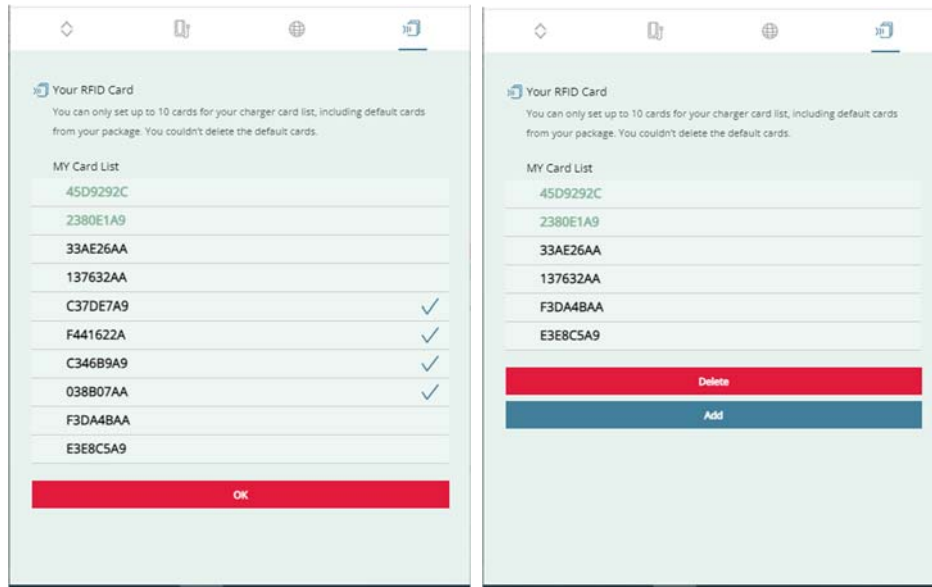 Your RFID Card
You can only set up to 10 cards for your charger card list, including default cards
from your package. You couldn't delete the default cards.
MY Card List
45D9292C
2380E1A9
33AE26AA
137632AA
C37DE7A9
F441622A
C346B9A9
038B07AA
F3DA4BAA
E3E8C5A9
OK
Your RFID Card
You can only set up to 10 cards for your charger card list, including default cards
from your package. You couldn't delete the default cards.
MY Card List
45D9292C
2380E1A9
33AE26AA
137632AA
F3DA4BAA
E3E8C5A9
Delete
Add